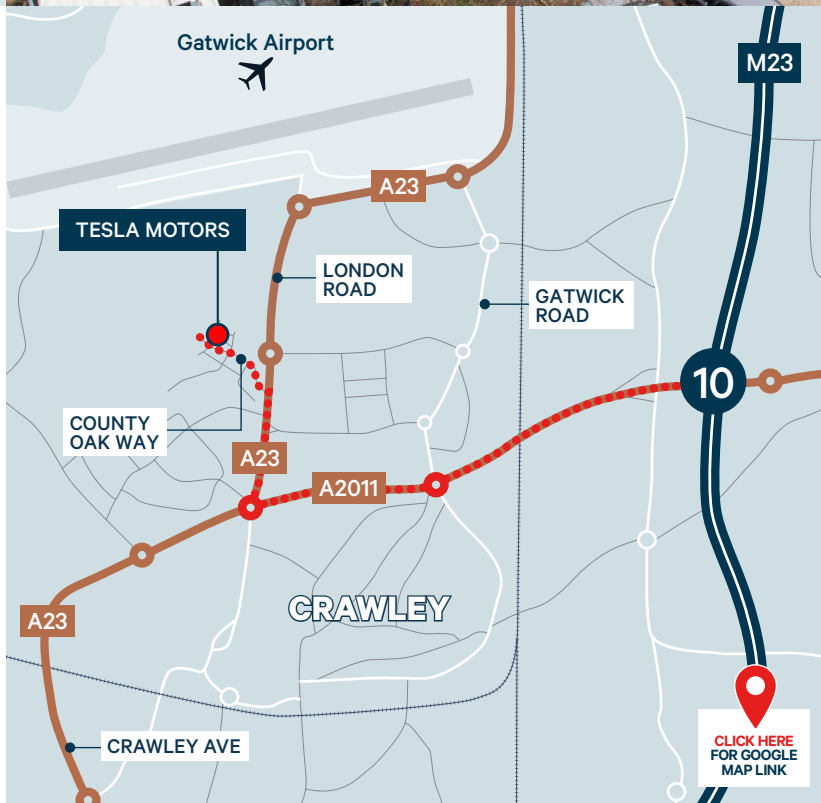 Gatwick Airport
M23
A23
TESLA MOTORS
LONDON
ROAD
GATWICK
ROAD
10
COUNTY
OAK WAY
A23
A2011
CRAWLEY
A23
CRAWLEY AVE
CLICK HERE
FOR GOOGLE
MAP LINK